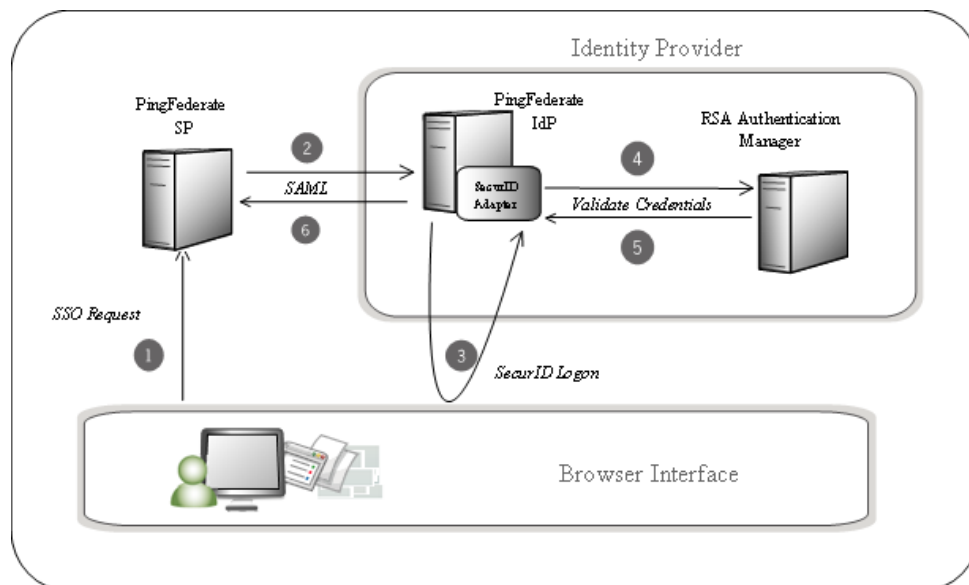 Identity Provider
PingFederate
SP
PingFederate
IdP
RSA Authentication
Manager
2
4
SAML
SecurID
Adapter
Validate Credentials
6
5
SSO Request
1
3
SecurID Logon
Browser Interface